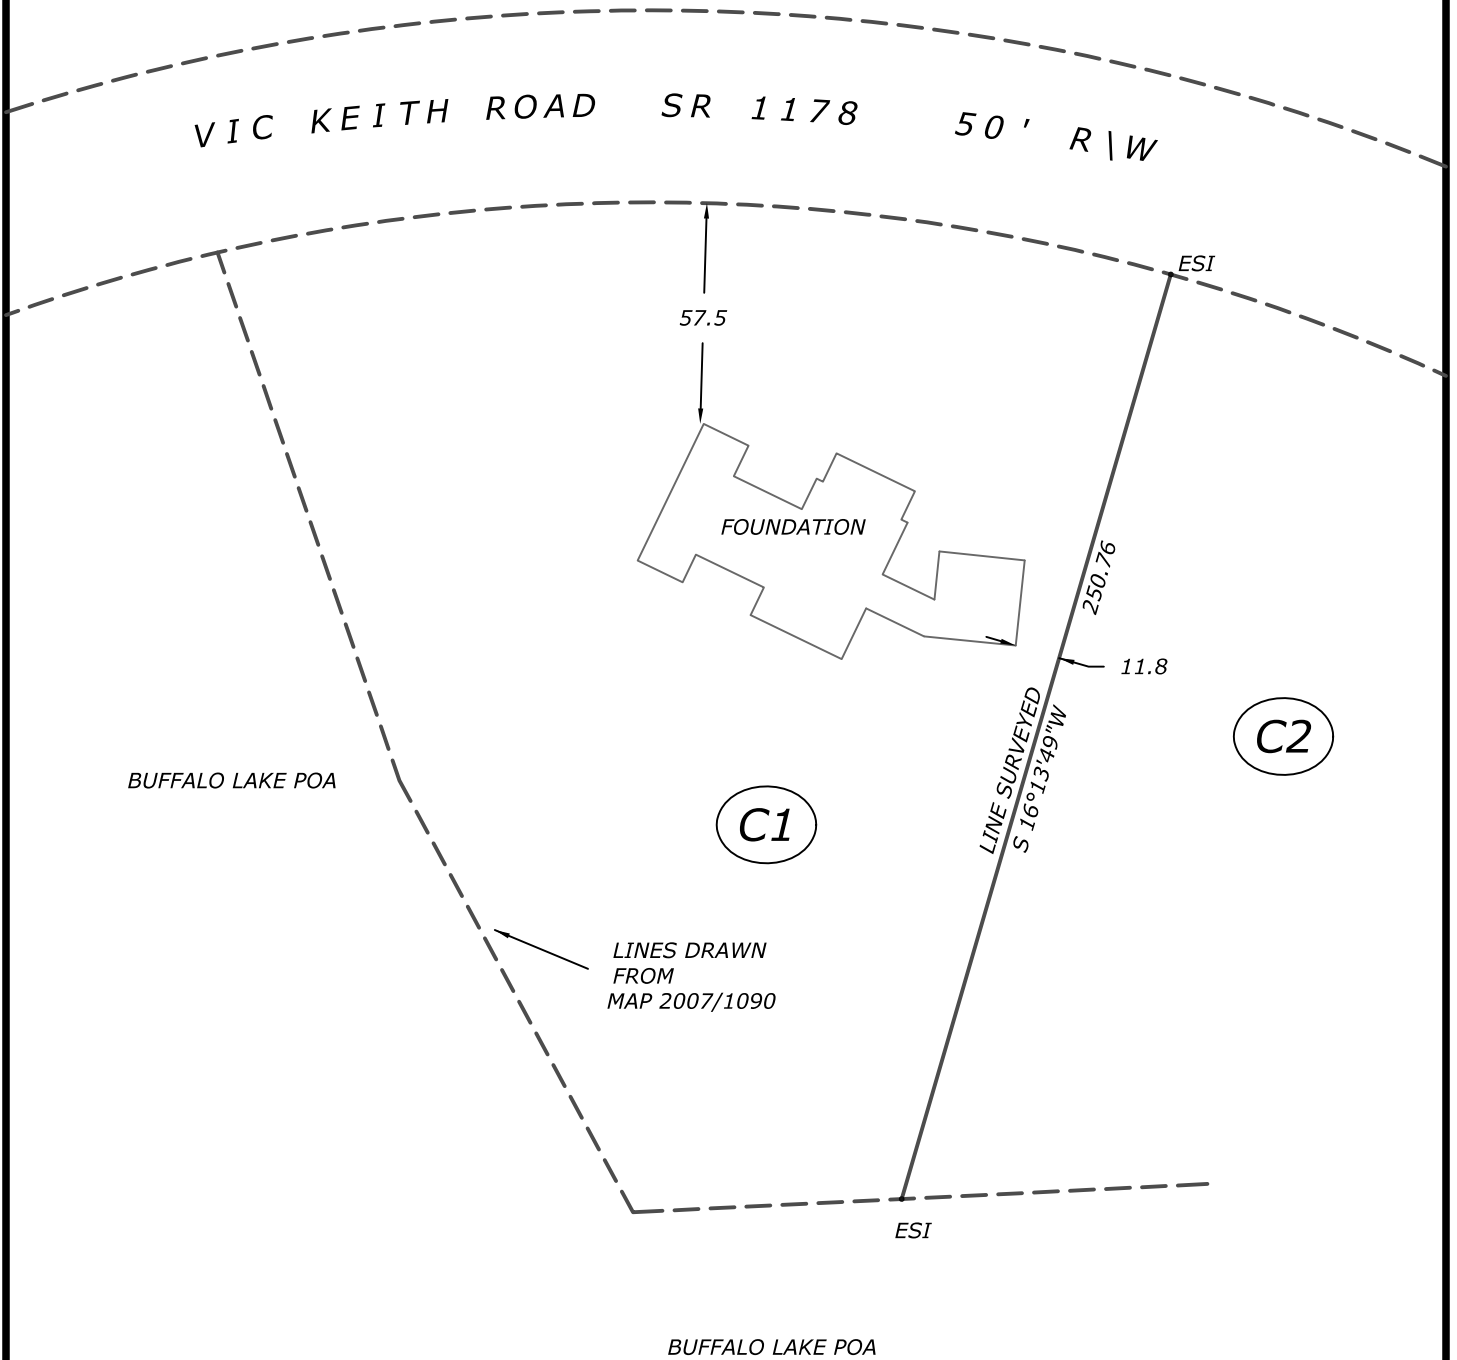 VIC KEITH ROAD SR 1178 50' R\W
ESI
57.5
FOUNDATION
250.76
11.8
LINE SURVEYED
S 16°13'49"W
C2
BUFFALO LAKE POA
C1
LINES DRAWN
FROM
MAP 2007/1090
ESI
BUFFALO LAKE POA